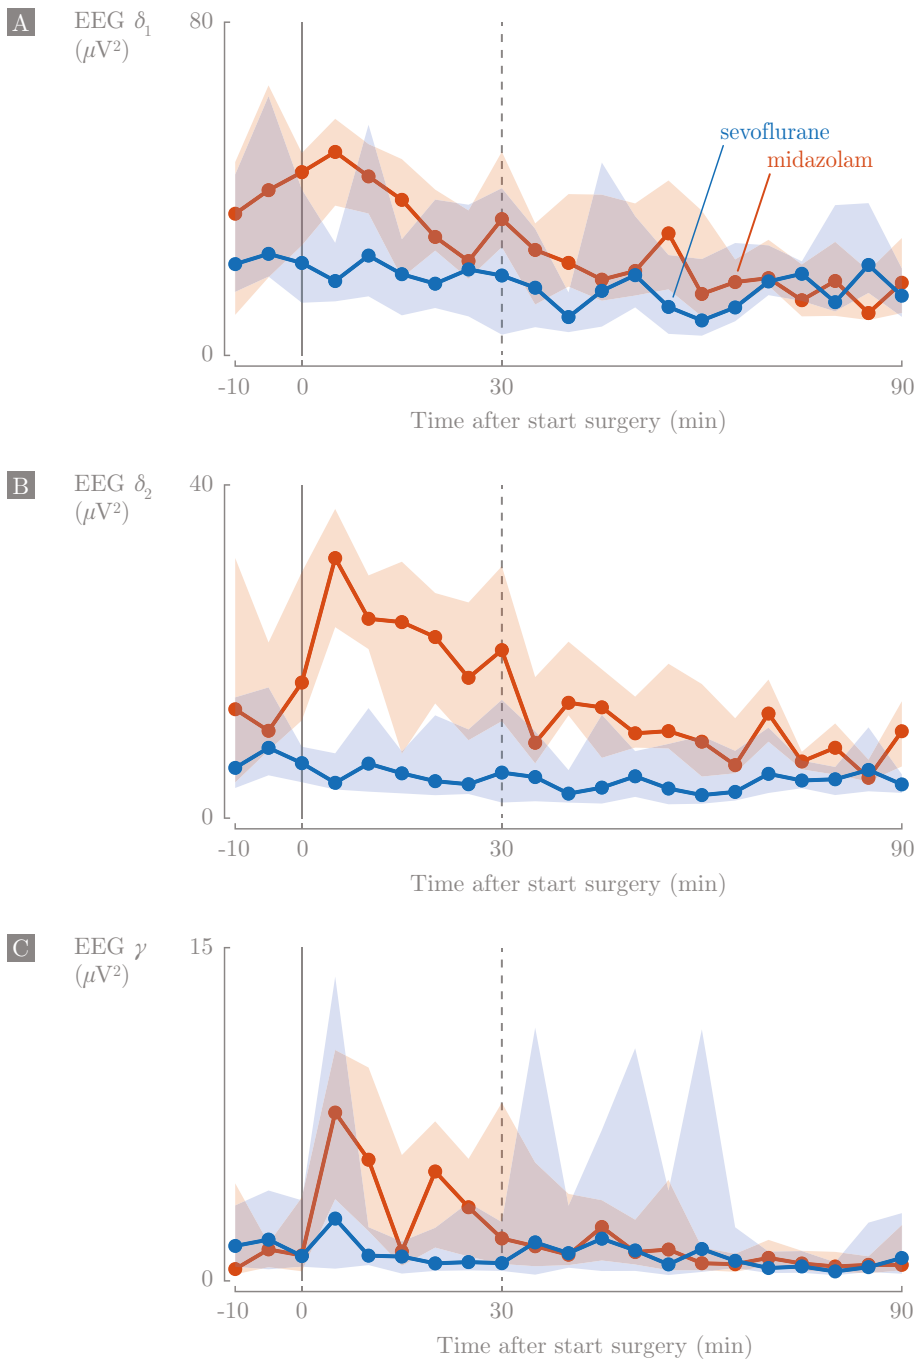 A
EEG δ₁
(μV²)
80
sevoflurane
midazolam
0
-10 0 30 90
Time after start surgery (min)
B
EEG δ₂
(μV²)
40
0
-10 0 30 90
Time after start surgery (min)
C
EEG γ
(μV²)
15
0
-10 0 30 90
Time after start surgery (min)